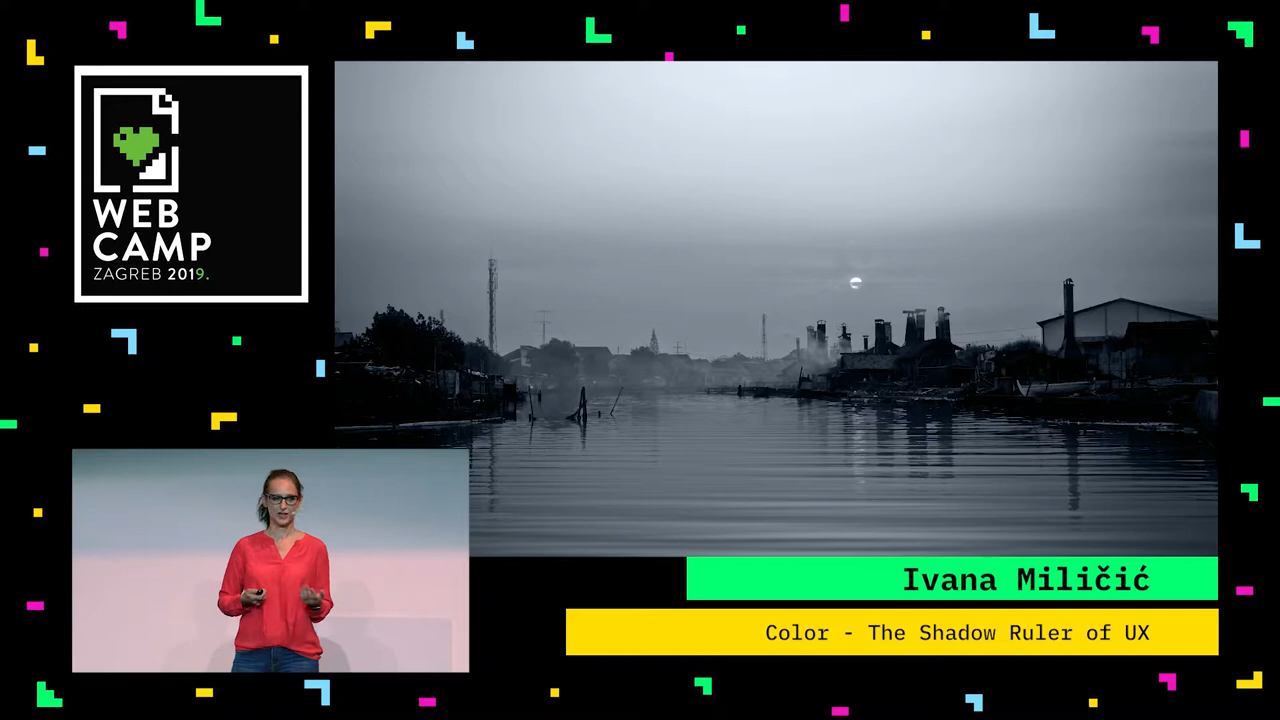 WEB
CAMP
ZAGREB 2019.
Ivana Miličić
Color - The Shadow Ruler of UX